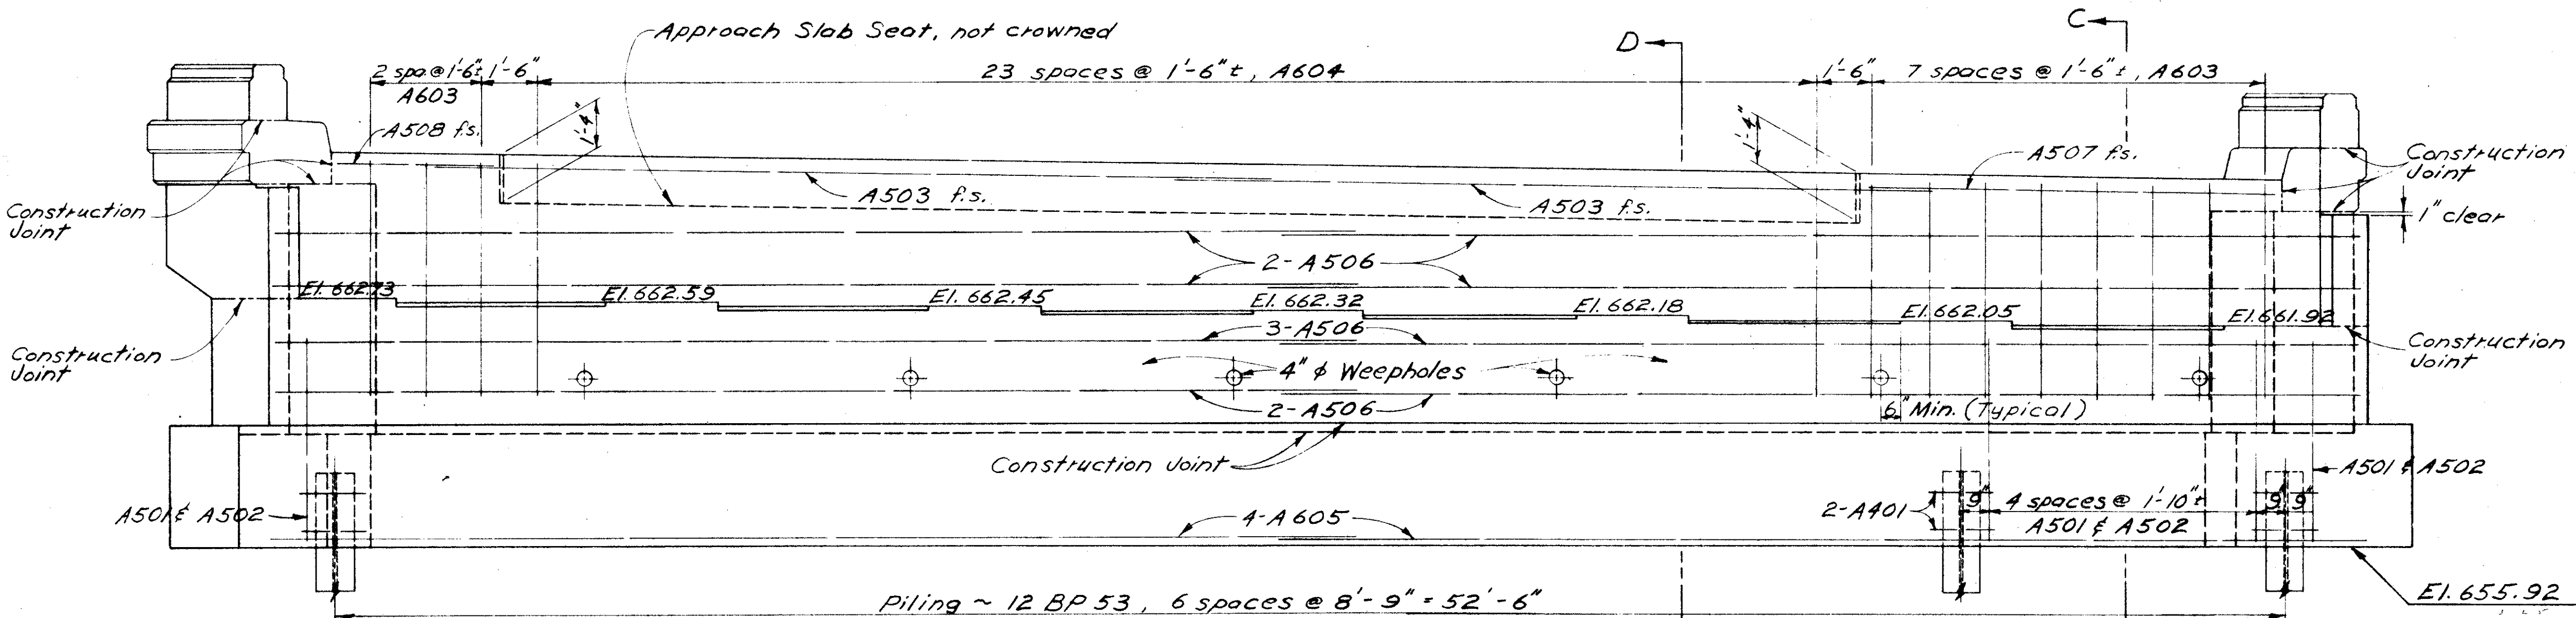 C
Approach Slab Seat, not crowned
D
2 spa @ 1'-6"± 1'-6"
23 spaces @ 1'-6"±, A604
1'-6"
7 spaces @ 1'-6"±, A603
A603
A508 f.s.
1'-4"
1'-4"
A507 f.s.
Construction
Joint
A503 f.s.
A503 f.s.
Construction
Joint
1" clear
2-A506
El. 662.73
El. 662.59
El. 662.45
El. 662.32
El. 662.18
El. 662.05
El. 661.92
3-A506
Construction
Joint
Construction
Joint
4" φ Weepholes
2-A506
6" Min. (Typical)
Construction Joint
A501 & A502
A501 & A502
4-A605
2-A401
9"
4 spaces @ 1'-10"±
9"
9"
A501 & A502
Piling ~ 12 BP 53, 6 spaces @ 8'-9" = 52'-6"
El. 655.92